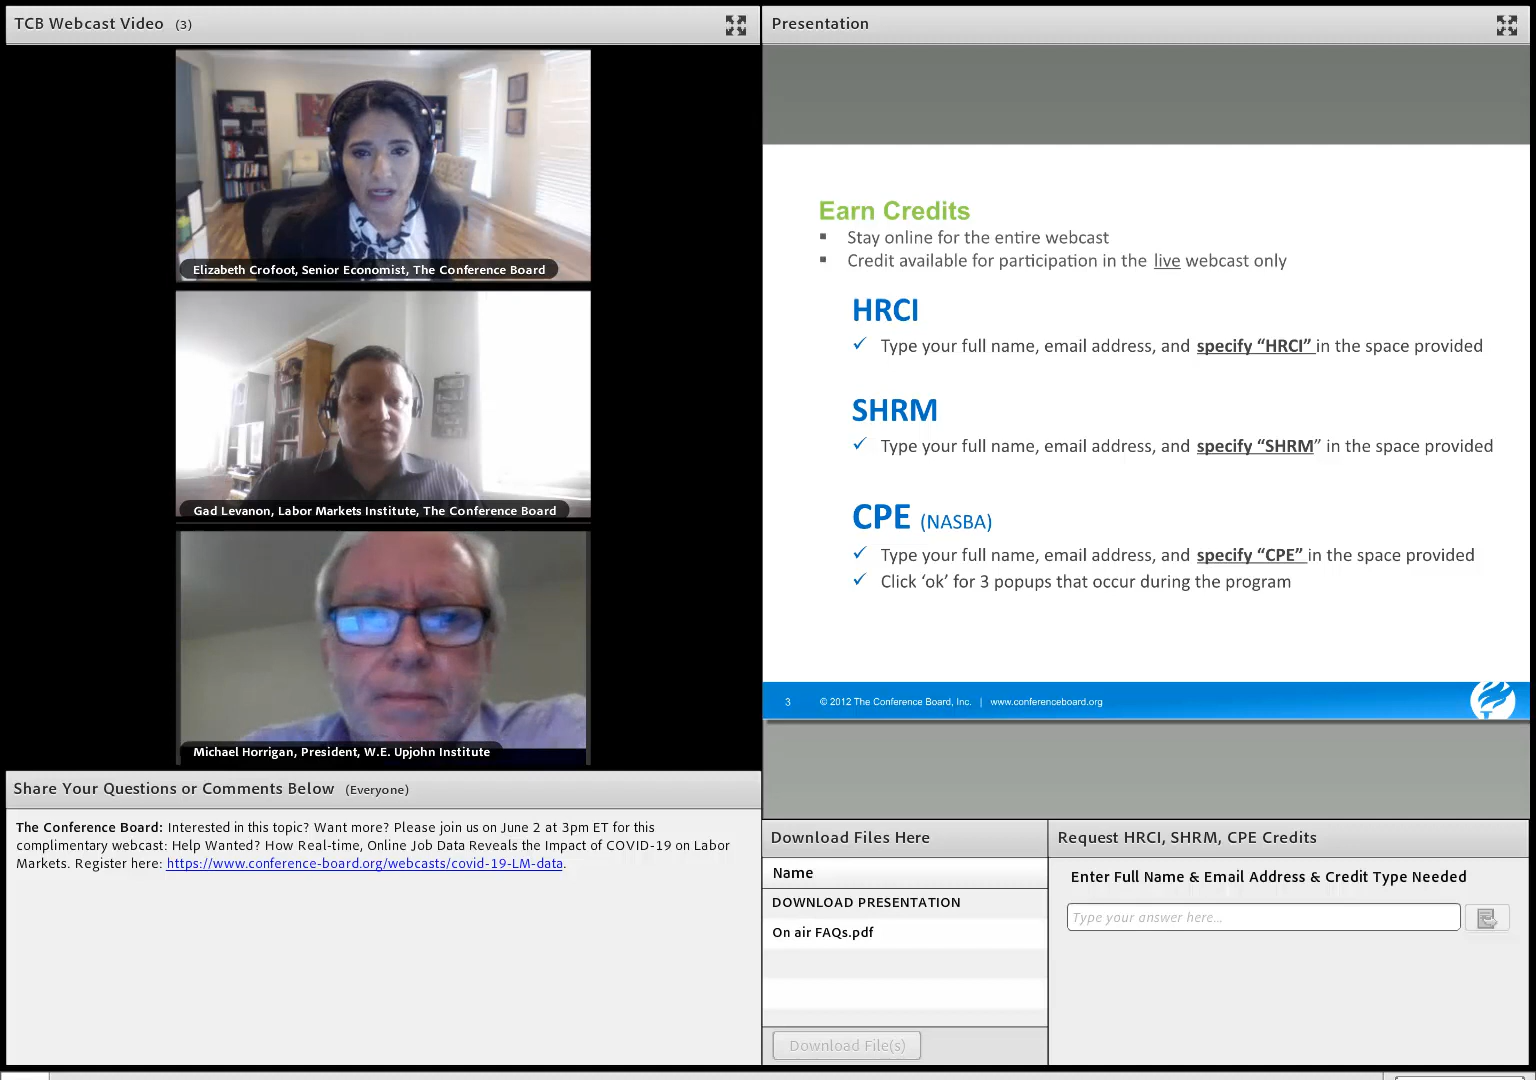 TCB Webcast Video (3)
Elizabeth Crofoot, Senior Economist, The Conference Board
Gad Levanon, Labor Markets Institute, The Conference Board
Michael Horrigan, President, W.E. Upjohn Institute
Share Your Questions or Comments Below (Everyone)
The Conference Board: Interested in this topic? Want more? Please join us on June 2 at 3pm ET for this
complimentary webcast: Help Wanted? How Real-time, Online Job Data Reveals the Impact of COVID-19 on Labor
Markets. Register here: https://www.conference-board.org/webcasts/covid-19-LM-data.
Presentation
Earn Credits
▪ Stay online for the entire webcast
▪ Credit available for participation in the live webcast only
HRCI
✓ Type your full name, email address, and specify “HRCI” in the space provided
SHRM
✓ Type your full name, email address, and specify “SHRM” in the space provided
CPE (NASBA)
✓ Type your full name, email address, and specify “CPE” in the space provided
✓ Click ‘ok’ for 3 popups that occur during the program
3 © 2012 The Conference Board, Inc. | www.conferenceboard.org
Download Files Here
Name
DOWNLOAD PRESENTATION
On air FAQs.pdf
Download File(s)
Request HRCI, SHRM, CPE Credits
Enter Full Name & Email Address & Credit Type Needed
Type your answer here...